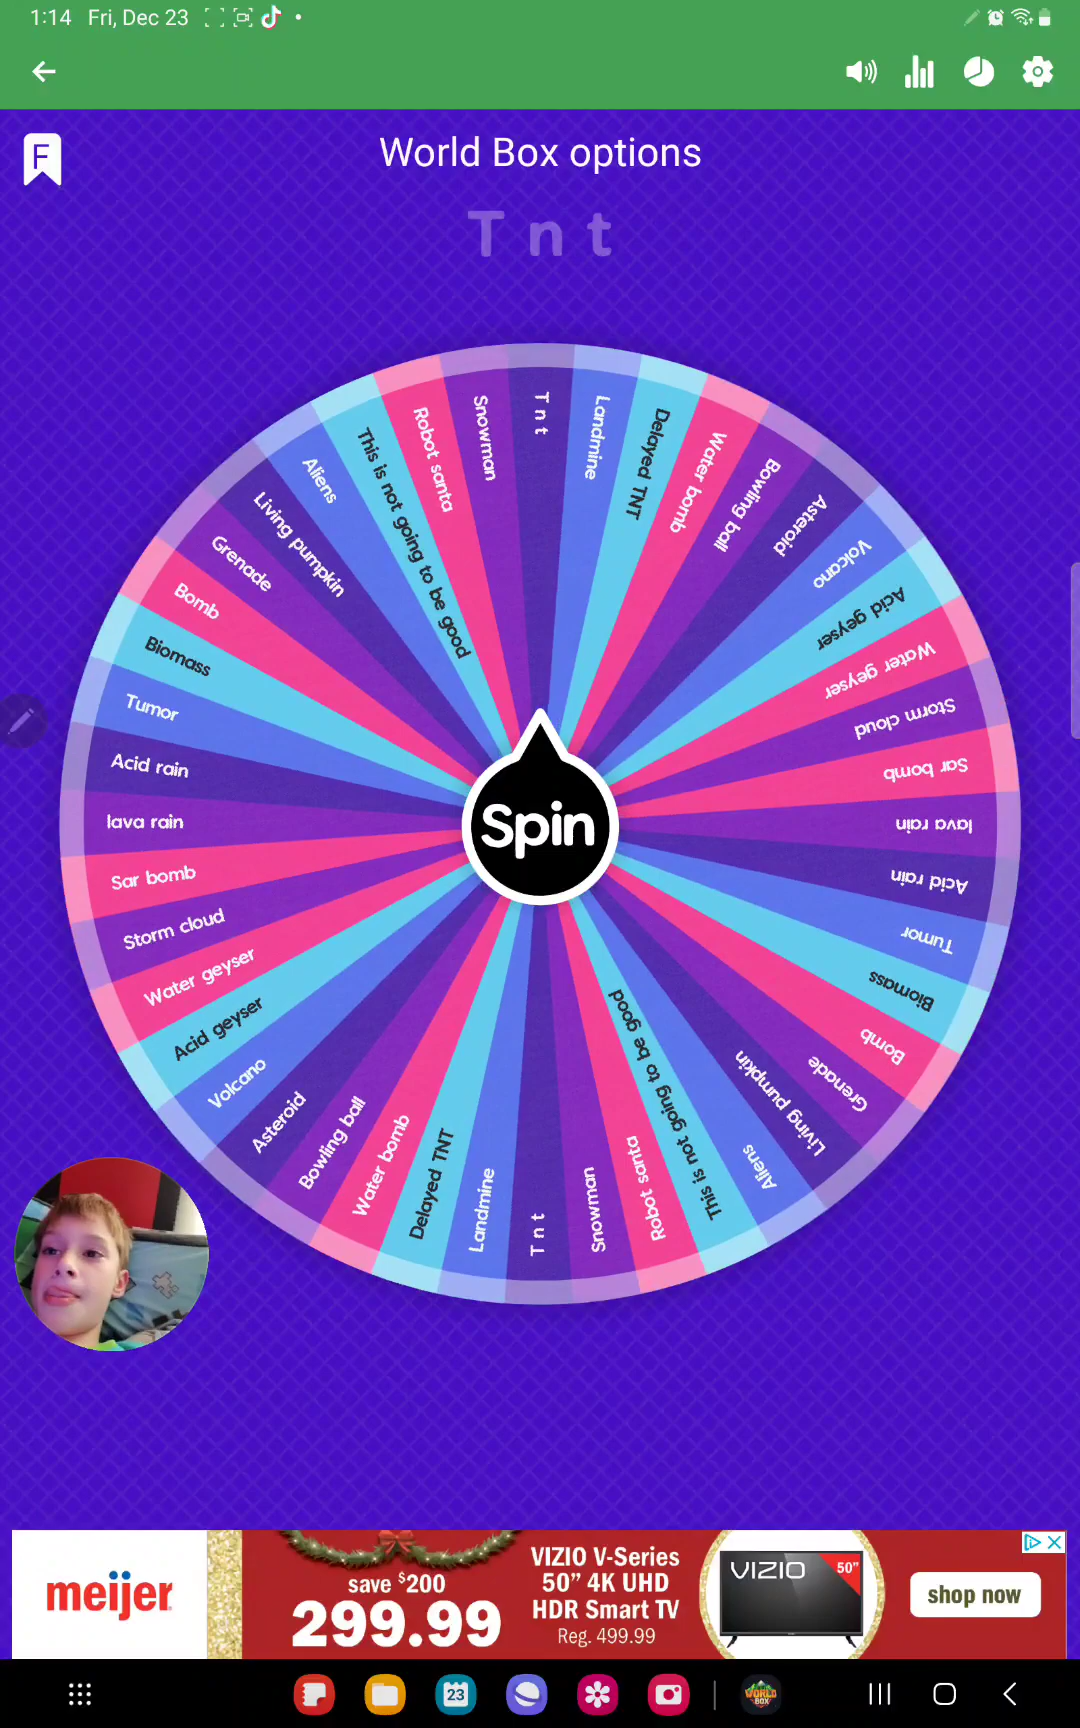 1:14 Fri, Dec 23
F
World Box options
Tnt
Tnt
Landmine
Delayed TNT
Water bomb
Bowling ball
Asteroid
Volcano
Acid geyser
Water geyser
Storm cloud
Sar bomb
lava rain
Acid rain
Tumor
Biomass
Bomb
Grenade
Living pumpkin
Aliens
This is not going to be good
Robot santa
Snowman
Tnt
Landmine
Delayed TNT
Water bomb
Bowling ball
Asteroid
Volcano
Acid geyser
Water geyser
Storm cloud
Sar bomb
lava rain
Acid rain
Tumor
Biomass
Bomb
Grenade
Living pumpkin
Aliens
This is not going to be good
Robot santa
Snowman
Spin
meijer
save $200
299.99
VIZIO V-Series
50” 4K UHD
HDR Smart TV
Reg. 499.99
VIZIO
50”
shop now
23
WORLD
BOX